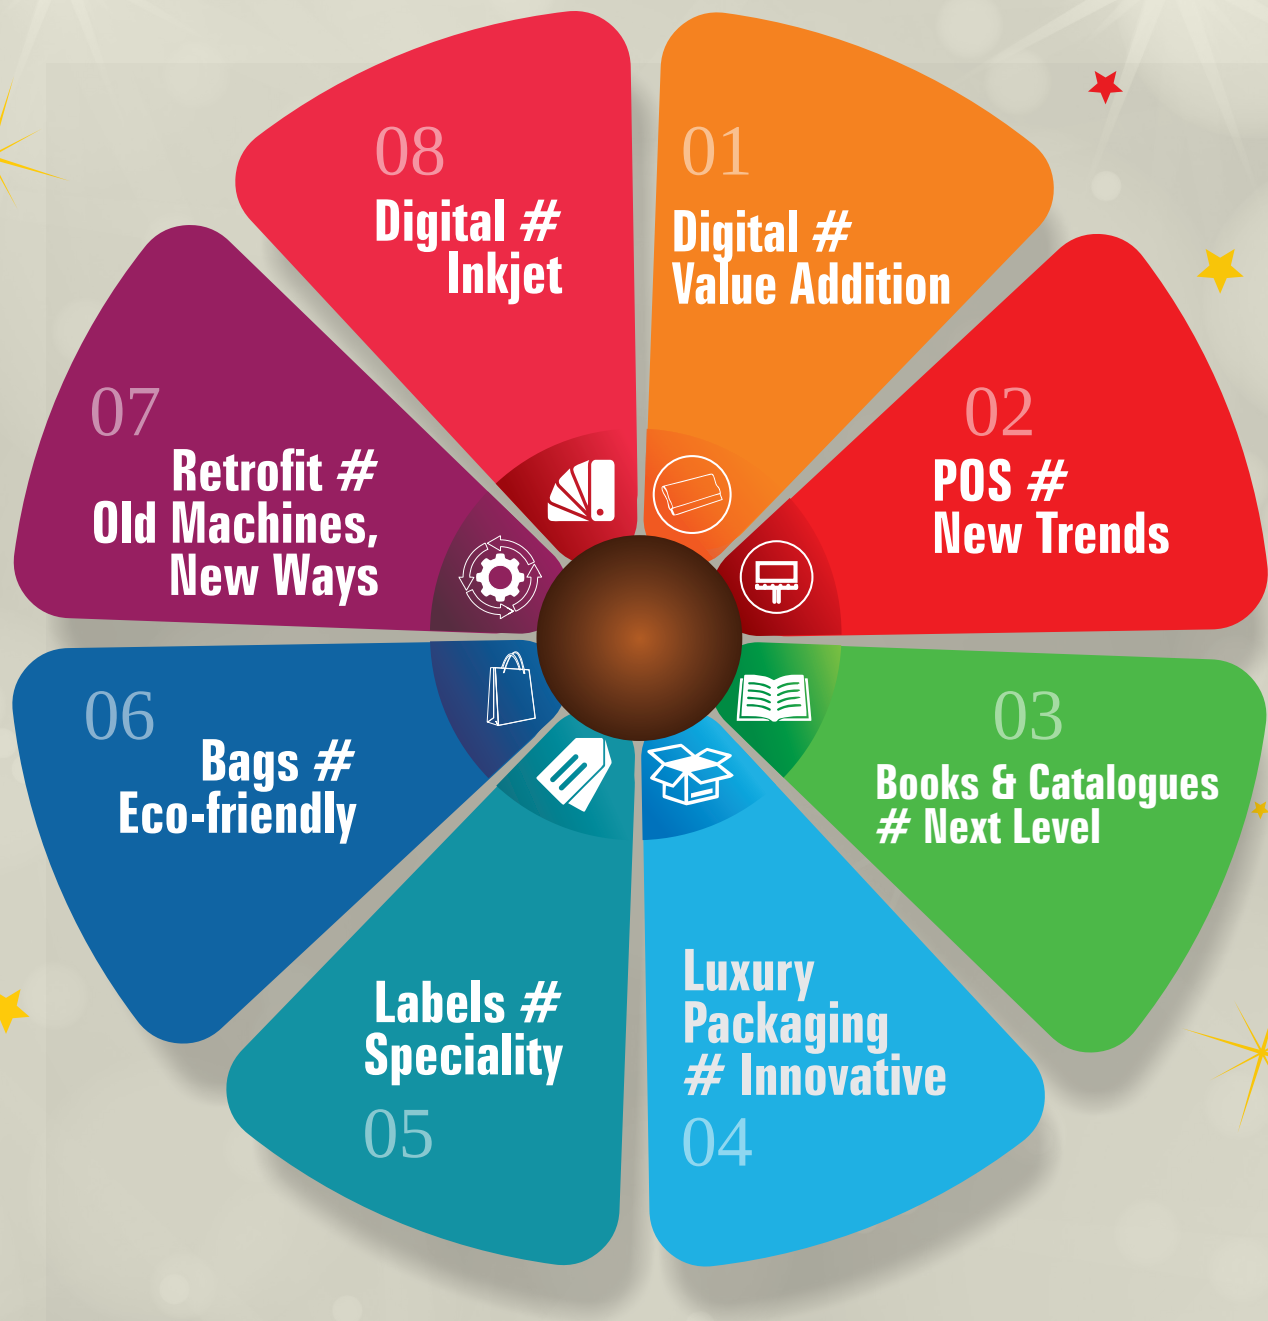 01
Digital #
Value Addition
02
POS #
New Trends
03
Books & Catalogues
# Next Level
Luxury
Packaging
# Innovative
04
Labels #
Speciality
05
06
Bags #
Eco-friendly
07
Retrofit #
Old Machines,
New Ways
08
Digital #
Inkjet